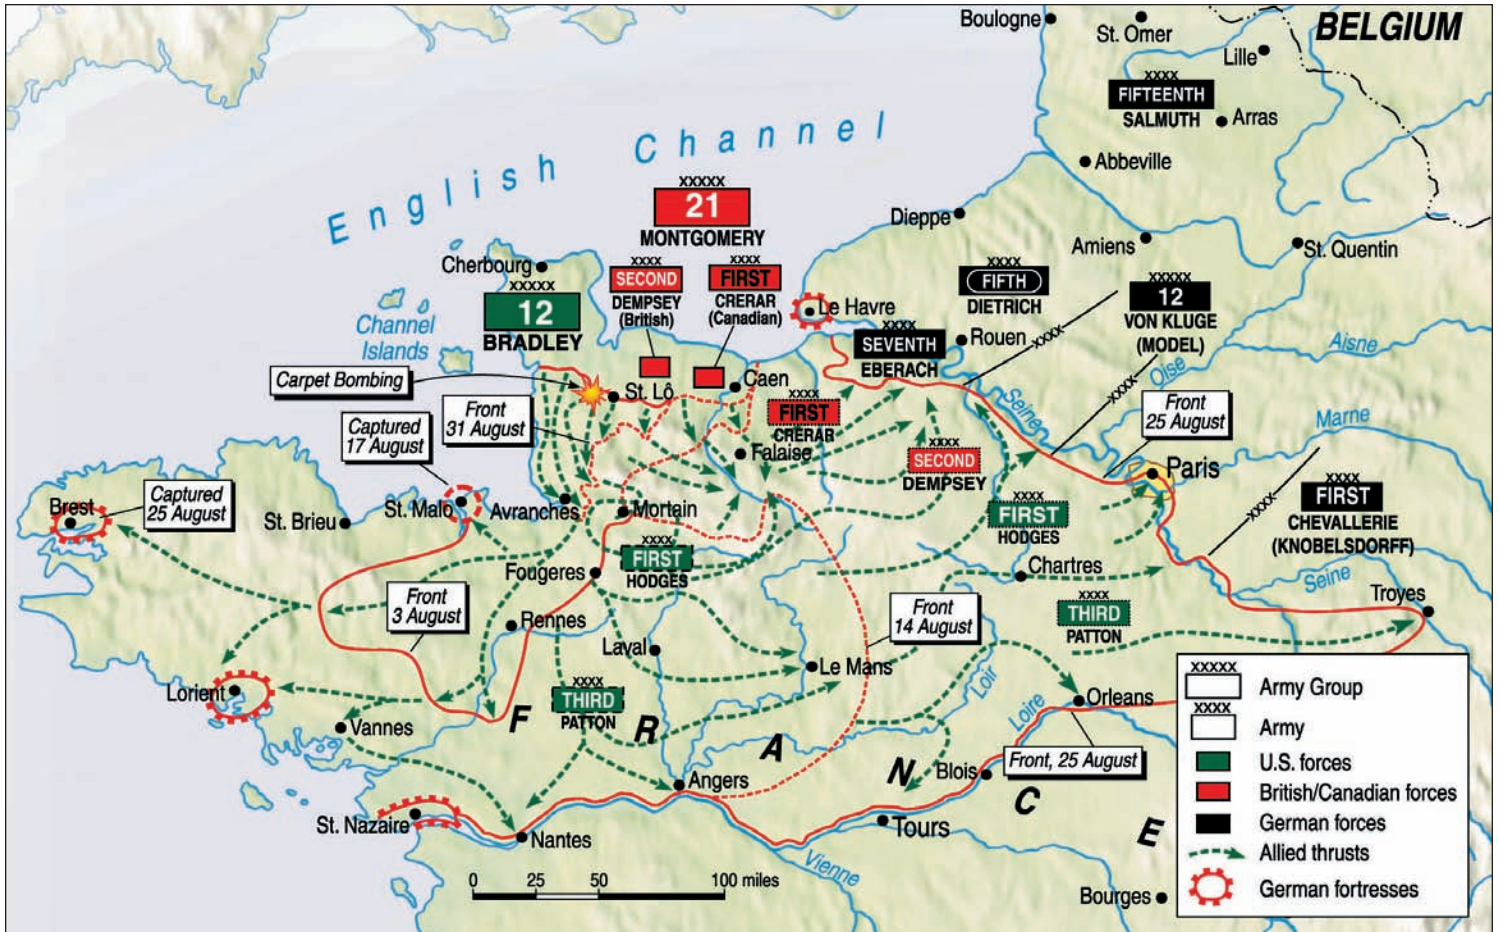 Boulogne
St. Omer
BELGIUM
Lille
XXXX
FIFTEENTH
SALMUTH
Arras
English Channel
Abbeville
XXXXX
21
MONTGOMERY
Dieppe
Amiens
St. Quentin
Cherbourg
XXXXX
12
BRADLEY
XXXX
SECOND
DEMPSEY
(British)
XXXX
FIRST
CRERAR
(Canadian)
Le Havre
XXXX
FIFTH
DIETRICH
XXXXX
12
VON KLUGE
(MODEL)
Channel
Islands
XXXX
SEVENTH
EBERACH
Rouen
XXXX
Aisne
Oise
Carpet Bombing
St. Lô
Caen
XXXX
Seine
Front
25 August
Marne
Captured
17 August
Front
31 August
XXXX
FIRST
CRERAR
Falaise
XXXX
SECOND
DEMPSEY
Paris
XXXX
FIRST
CHEVALLERIE
(KNOBELSDORFF)
XXXX
Brest
Captured
25 August
St. Brieu
St. Malo
Avranches
Mortain
XXXX
FIRST
HODGES
XXXX
FIRST
HODGES
Fougeres
Chartres
Seine
Troyes
Front
3 August
Rennes
Front
14 August
XXXX
THIRD
PATTON
Laval
Le Mans
Loir
Lorient
XXXX
THIRD
PATTON
Orleans
Loire
Vannes
FRANCE
Angers
Blois
Front, 25 August
St. Nazaire
Nantes
Tours
Vienne
Bourges
0 25 50 100 miles
XXXXX
Army Group
XXXX
Army
U.S. forces
British/Canadian forces
German forces
Allied thrusts
German fortresses